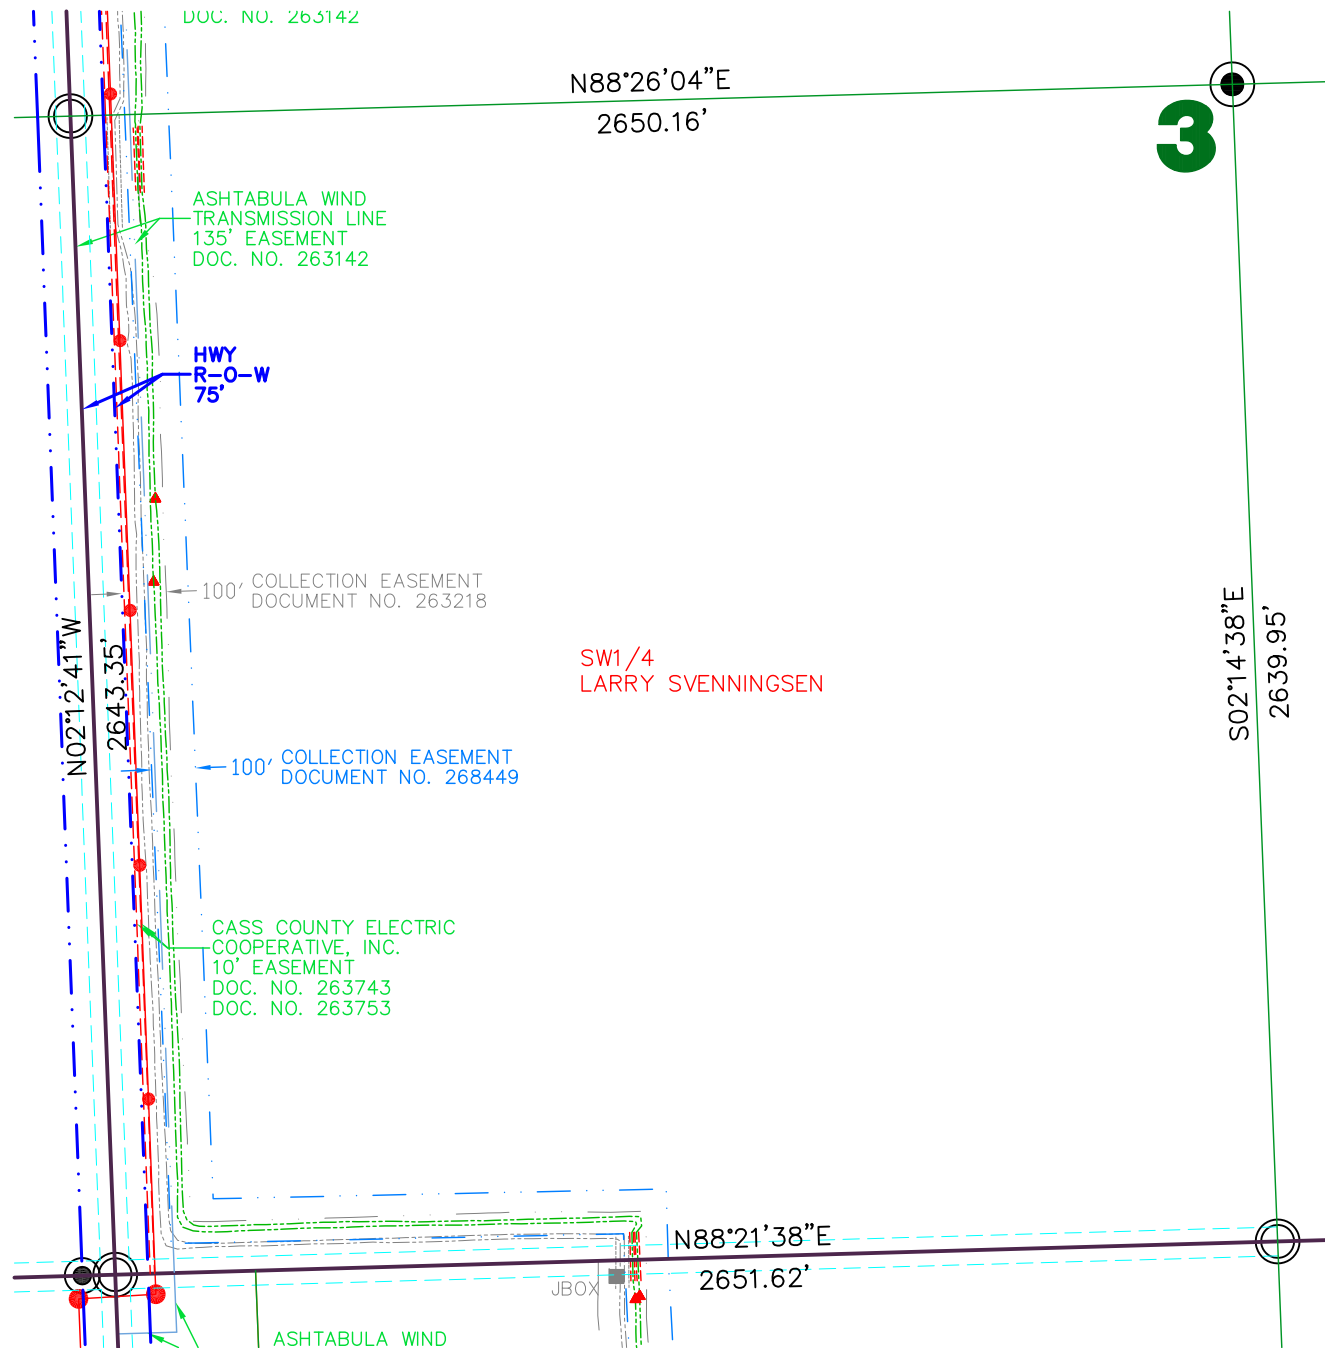 DOC. NO. 263142
N88°26'04"E
2650.16'
3
ASHTABULA WIND
TRANSMISSION LINE
135' EASEMENT
DOC. NO. 263142
HWY
R-O-W
75'
100' COLLECTION EASEMENT
DOCUMENT NO. 263218
N02°12'41"W
2643.35'
SW1/4
LARRY SVENNINGSEN
S02°14'38"E
2639.95'
100' COLLECTION EASEMENT
DOCUMENT NO. 268449
CASS COUNTY ELECTRIC
COOPERATIVE, INC.
10' EASEMENT
DOC. NO. 263743
DOC. NO. 263753
N88°21'38"E
2651.62'
JBOX
ASHTABULA WIND